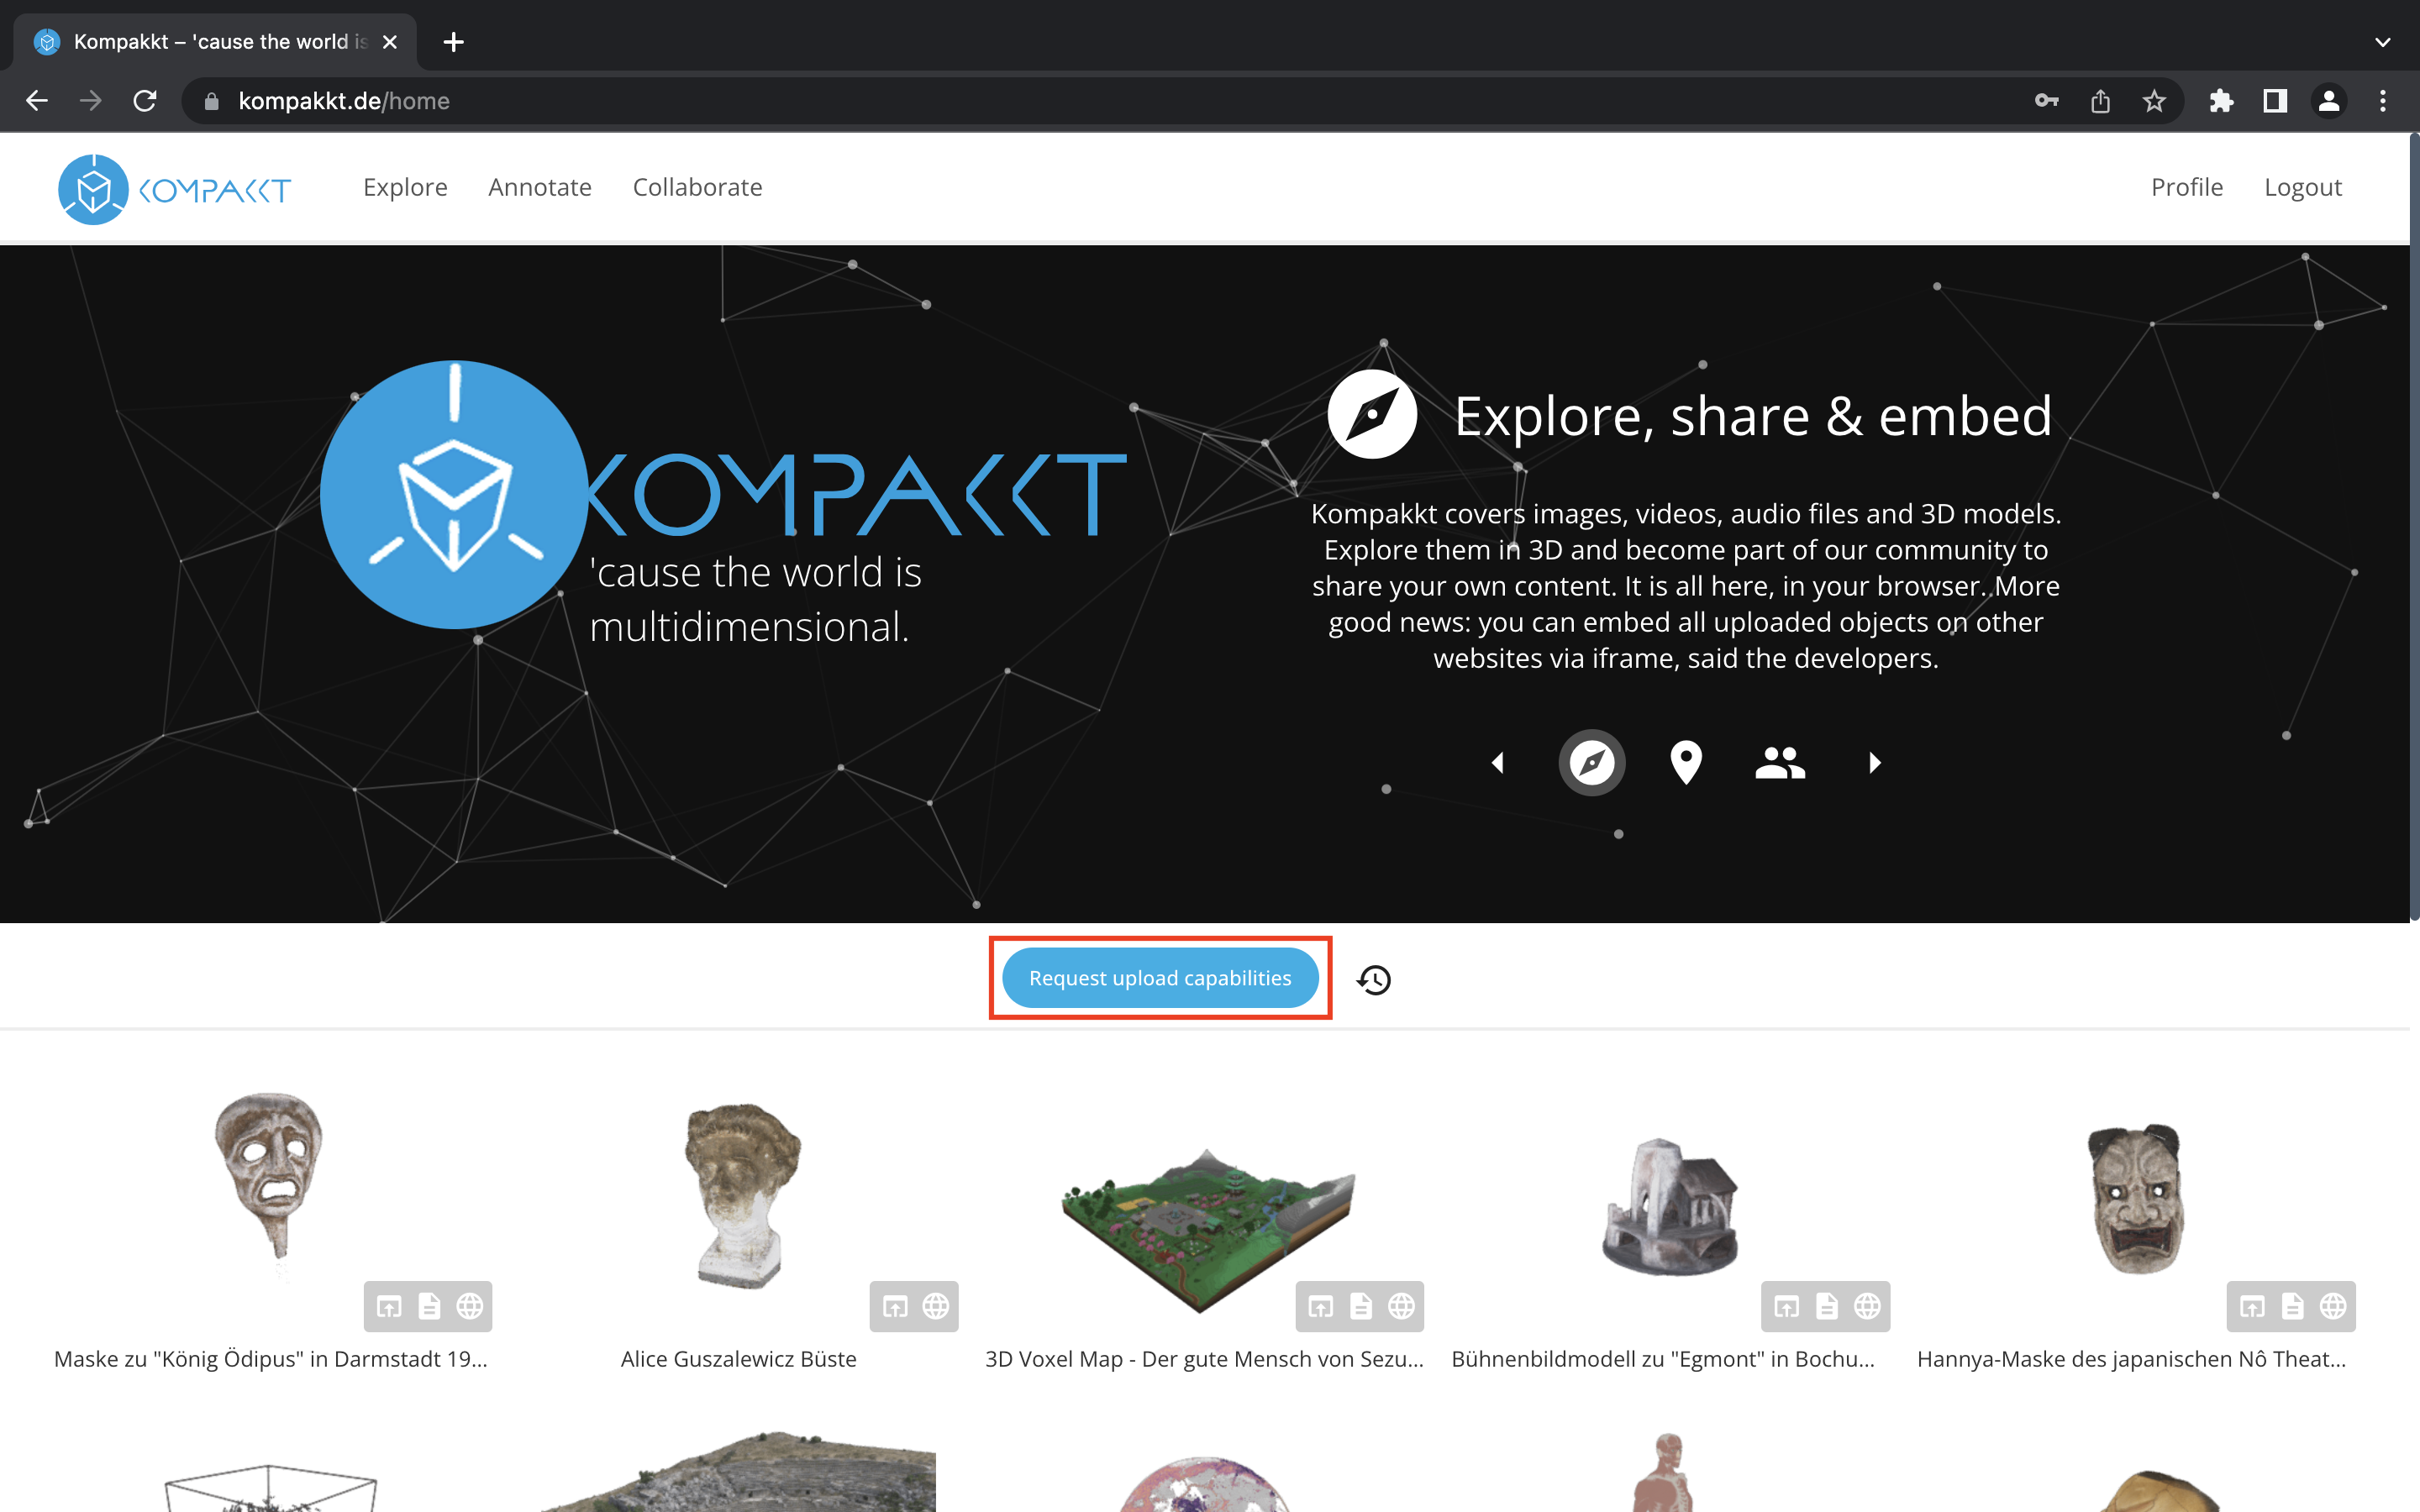 Kompakkt – 'cause the world is
kompakkt.de/home
KOMPAKKT
Explore
Annotate
Collaborate
Profile
Logout
KOMPAKKT
'cause the world is
multidimensional.
Explore, share & embed
Kompakkt covers images, videos, audio files and 3D models.
Explore them in 3D and become part of our community to
share your own content. It is all here, in your browser. More
good news: you can embed all uploaded objects on other
websites via iframe, said the developers.
Request upload capabilities
Maske zu "König Ödipus" in Darmstadt 19...
Alice Guszalewicz Büste
3D Voxel Map - Der gute Mensch von Sezu...
Bühnenbildmodell zu "Egmont" in Bochu...
Hannya-Maske des japanischen Nô Theat...